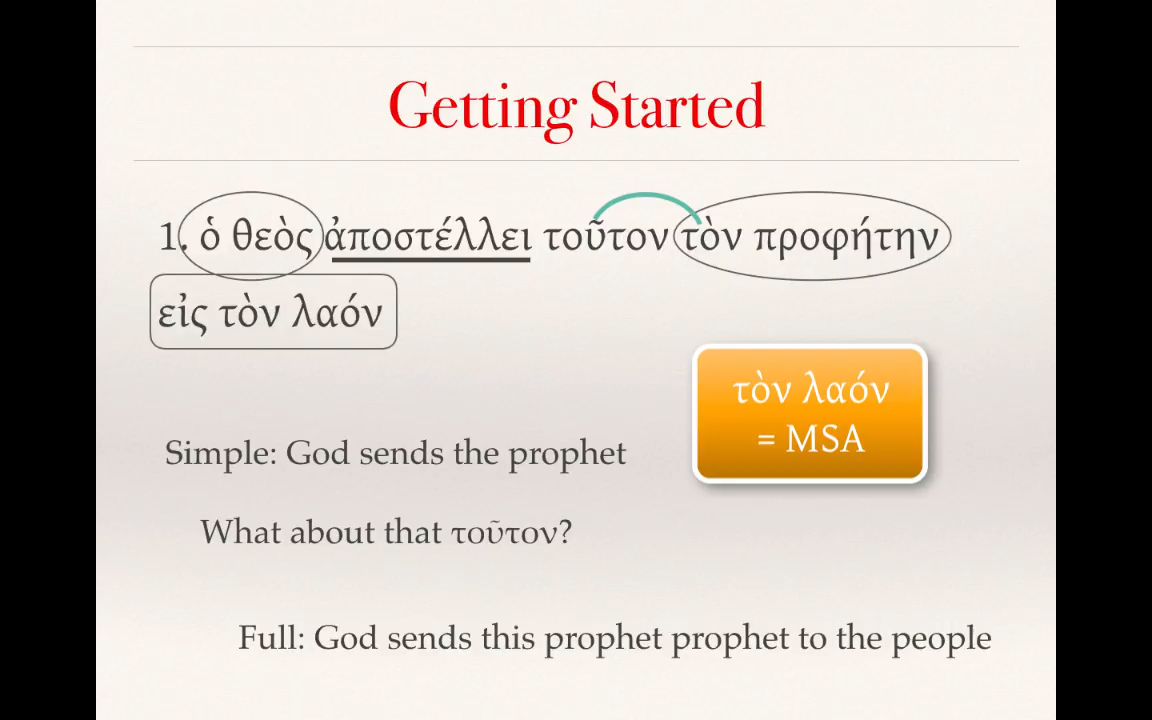 Getting Started
1. ὁ θεὸς ἀποστέλλει τοῦτον τὸν προφήτην
εἰς τὸν λαόν
τὸν λαόν
= MSA
Simple: God sends the prophet
What about that τοῦτον?
Full: God sends this prophet prophet to the people